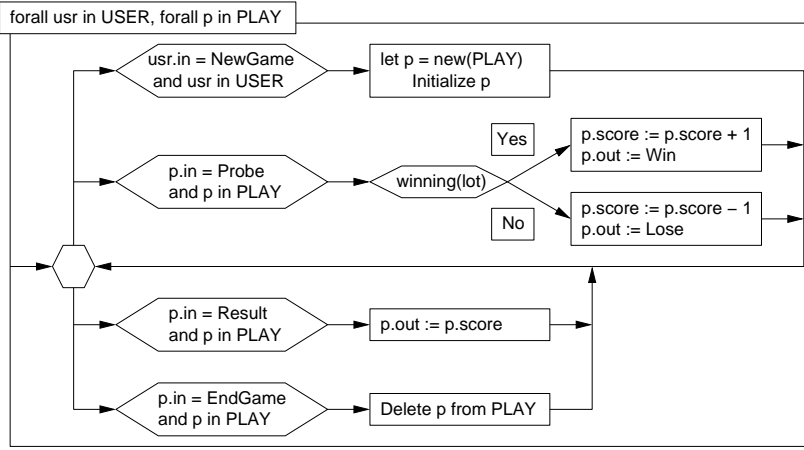 forall usr in USER, forall p in PLAY
usr.in = NewGame
and usr in USER
let p = new(PLAY)
Initialize p
p.in = Probe
and p in PLAY
winning(lot)
Yes
p.score := p.score + 1
p.out := Win
No
p.score := p.score − 1
p.out := Lose
p.in = Result
and p in PLAY
p.out := p.score
p.in = EndGame
and p in PLAY
Delete p from PLAY